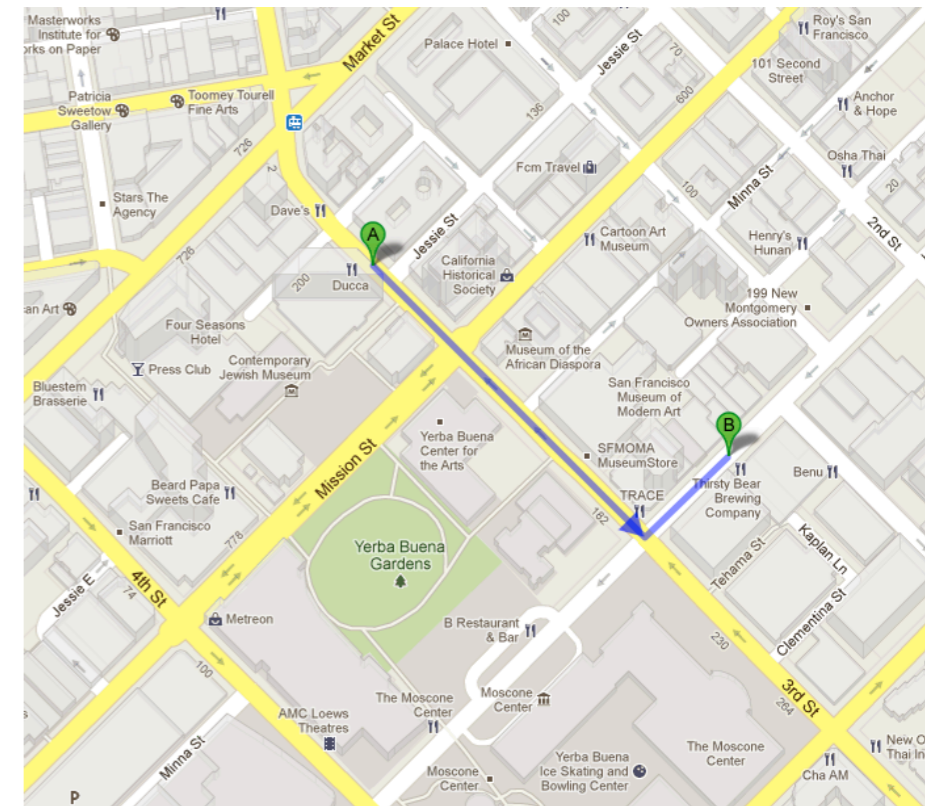 Masterworks
Institute for
orks on Paper
Market St
Palace Hotel
100
Jessie St
70
Roy's San
Francisco
101 Second
Street
600
Patricia
Sweetow
Gallery
Toomey Tourell
Fine Arts
136
Anchor
& Hope
726
2
Fcm Travel
Osha Thai
100
Minna St
20
Stars The
Agency
Dave's
A
Jessie St
Cartoon Art
Museum
Henry's
Hunan
2nd St
726
200
Ducca
California
Historical
Society
199 New
Montgomery
Owners Association
an Art
Four Seasons
Hotel
Press Club
Contemporary
Jewish Museum
Museum of the
African Diaspora
Bluestem
Brasserie
San Francisco
Museum of
Modern Art
B
Mission St
Yerba Buena
Center for
the Arts
SFMOMA
MuseumStore
Beard Papa
Sweets Cafe
TRACE
Thirsty Bear
Brewing
Company
Benu
San Francisco
Marriott
776
182
Yerba Buena
Gardens
Tehama St
Kaplan Ln
Jessie E
74
4th St
Clementina St
Metreon
B Restaurant
& Bar
230
100
The Moscone
Center
Moscone
Center
3rd St
264
AMC Loews
Theatres
Minna St
Moscone
Center
Yerba Buena
Ice Skating and
Bowling Center
The Moscone
Center
New O
Thai In
Cha AM
P